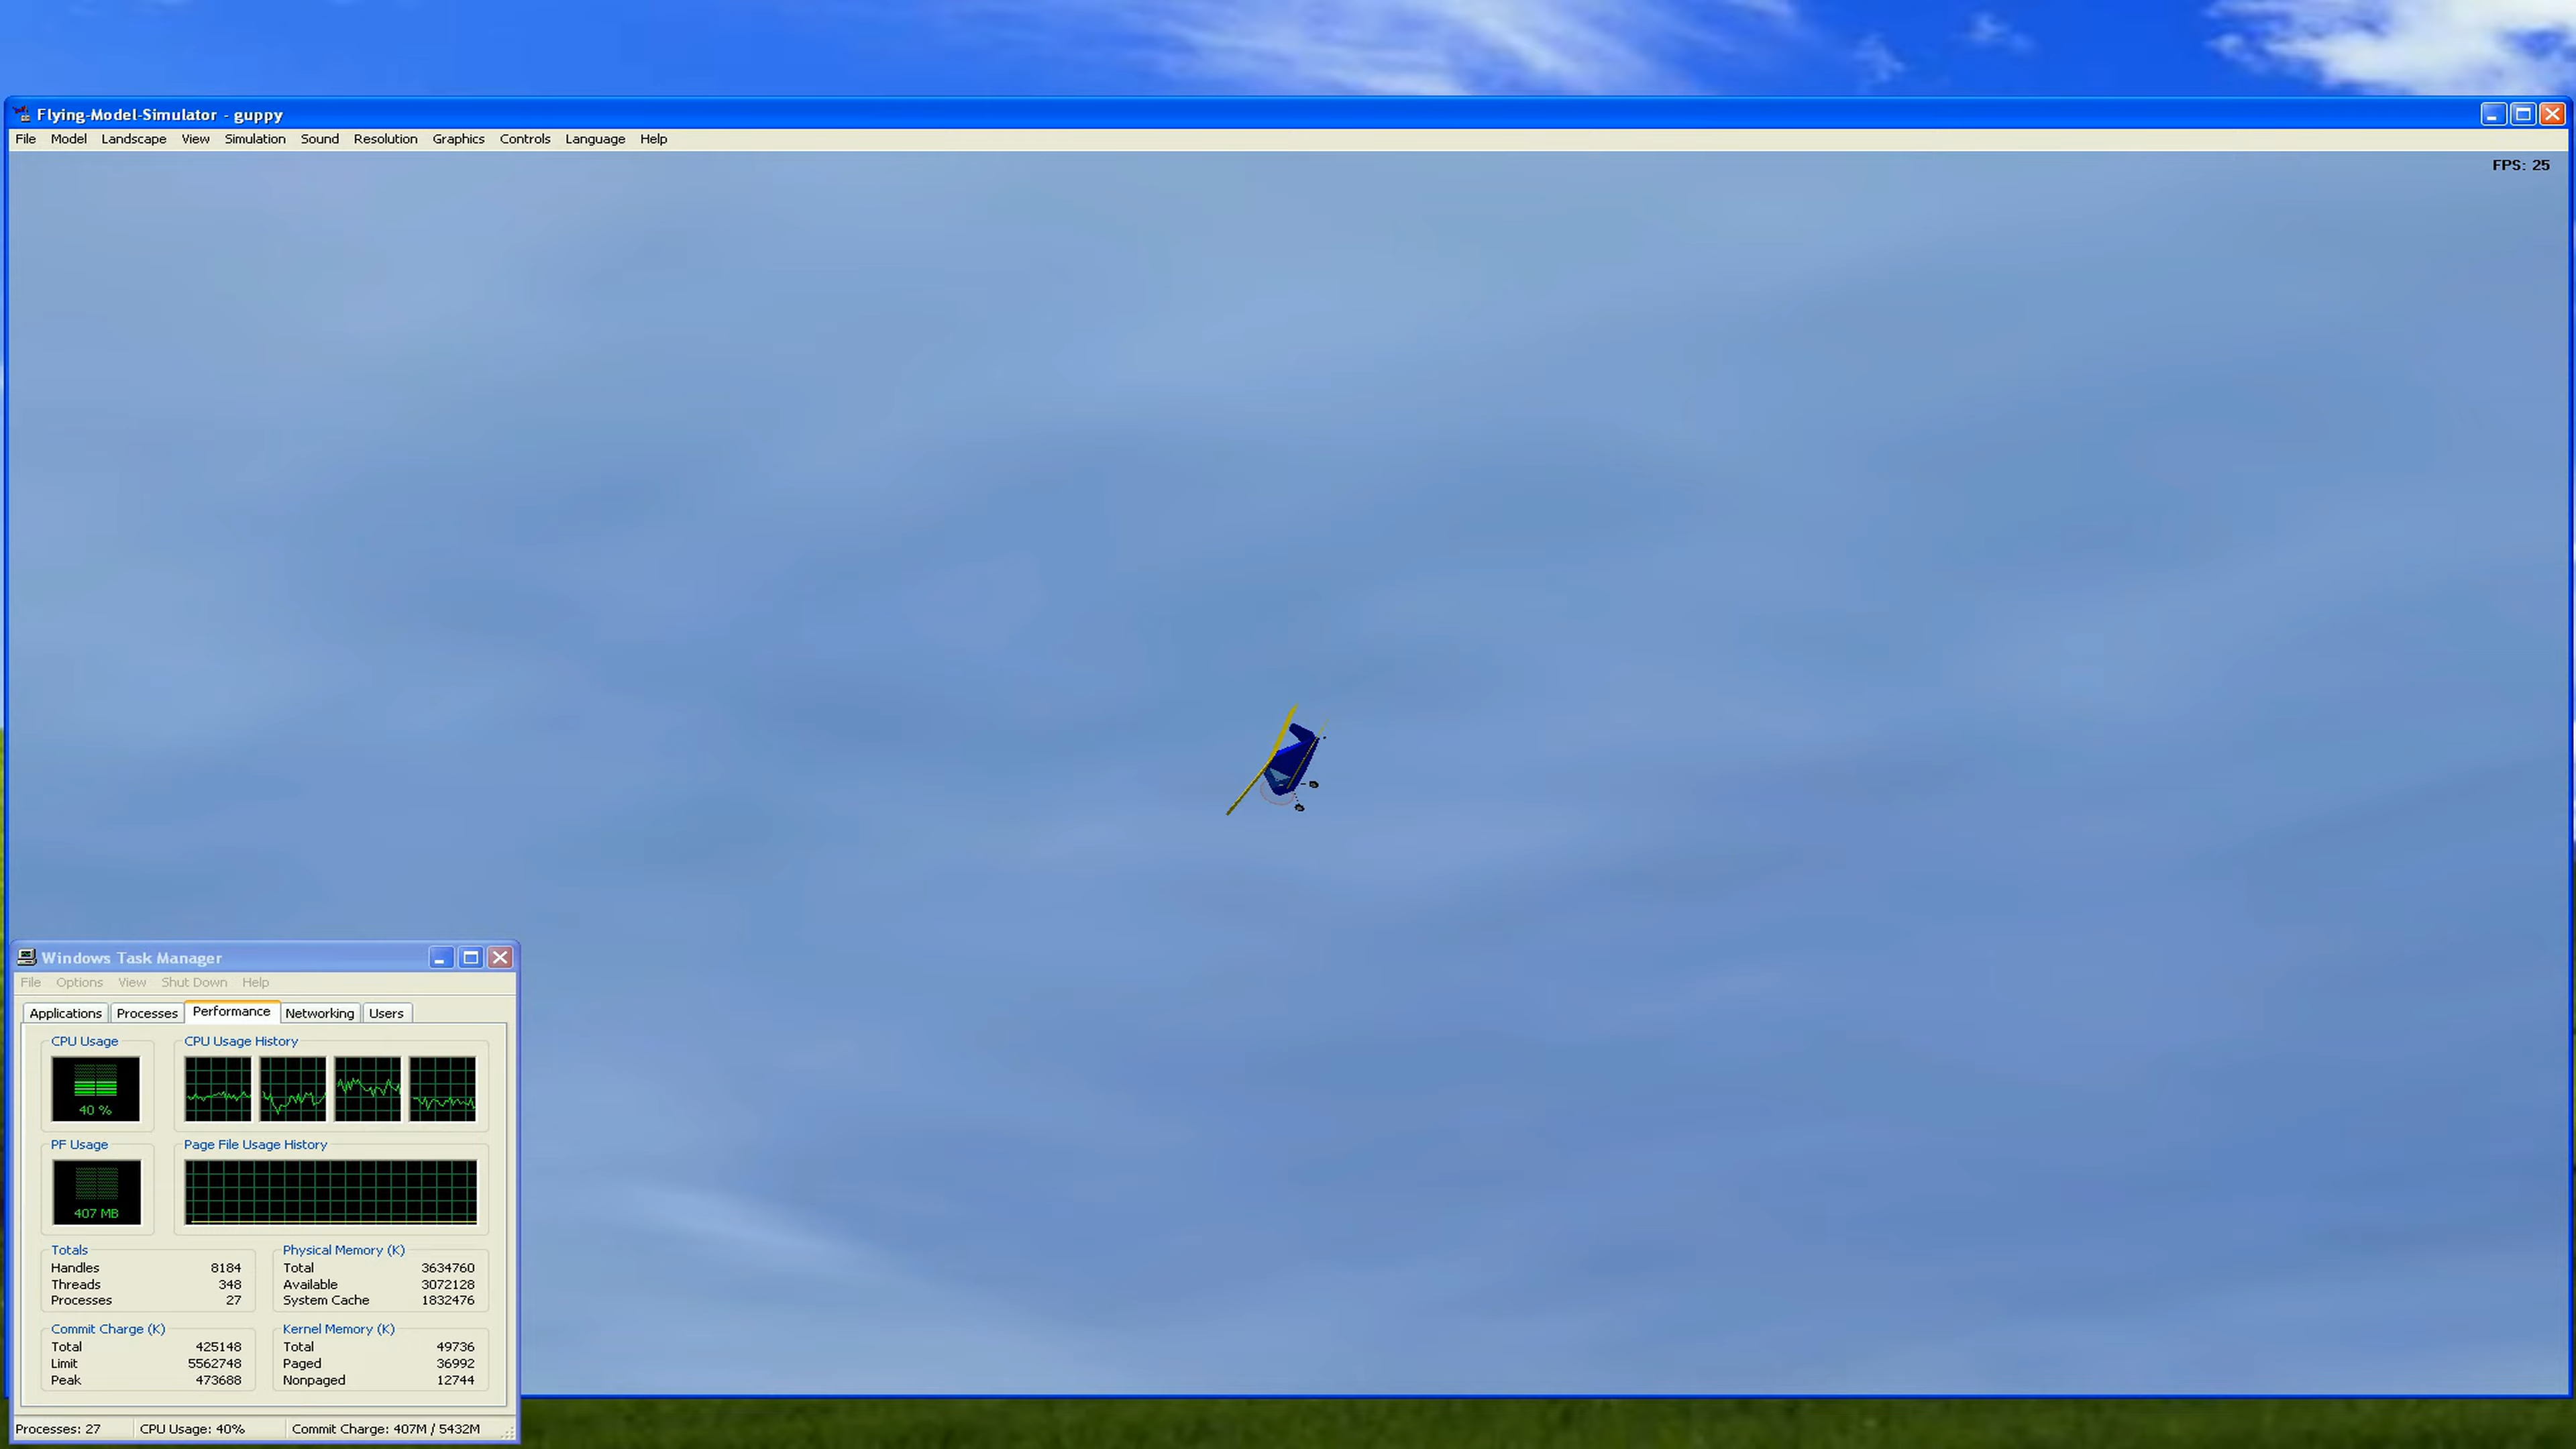 Flying-Model-Simulator - guppy
File Model Landscape View Simulation Sound Resolution Graphics Controls Language Help
FPS: 25
Windows Task Manager
File Options View Shut Down Help
Applications Processes Performance Networking Users
CPU Usage CPU Usage History
40 %
PF Usage Page File Usage History
407 MB
Totals
Handles 8184
Threads 348
Processes 27
Physical Memory (K)
Total 3634760
Available 3072128
System Cache 1832476
Commit Charge (K)
Total 425148
Limit 5562748
Peak 473688
Kernel Memory (K)
Total 49736
Paged 36992
Nonpaged 12744
Processes: 27 CPU Usage: 40% Commit Charge: 407M / 5432M